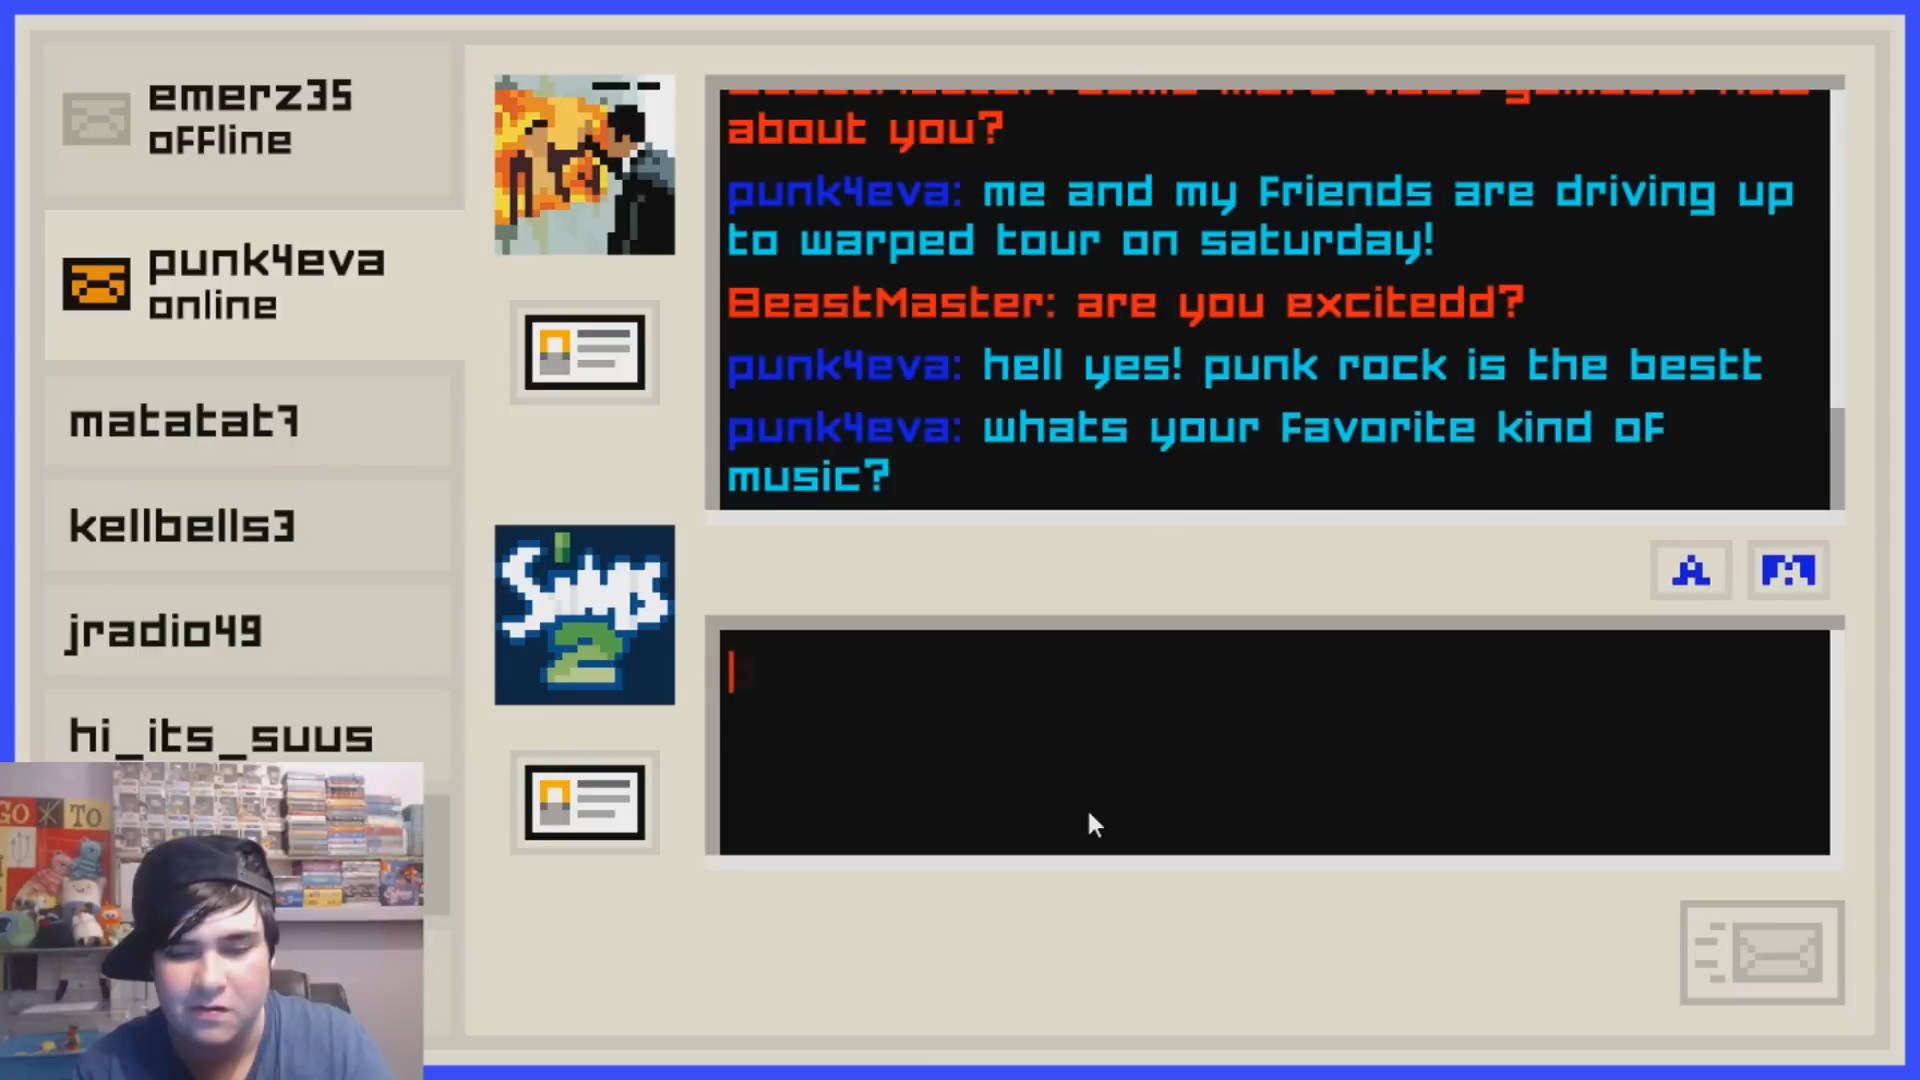 emerz35
offline
punk4eva
online
matatat7
kellbells3
jradio49
hi_its_suus
about you?
punk4eva: me and my friends are driving up
to warped tour on saturday!
BeastMaster: are you excitedd?
punk4eva: hell yes! punk rock is the bestt
punk4eva: whats your favorite kind of
music?
Sims
2
A
GO TO